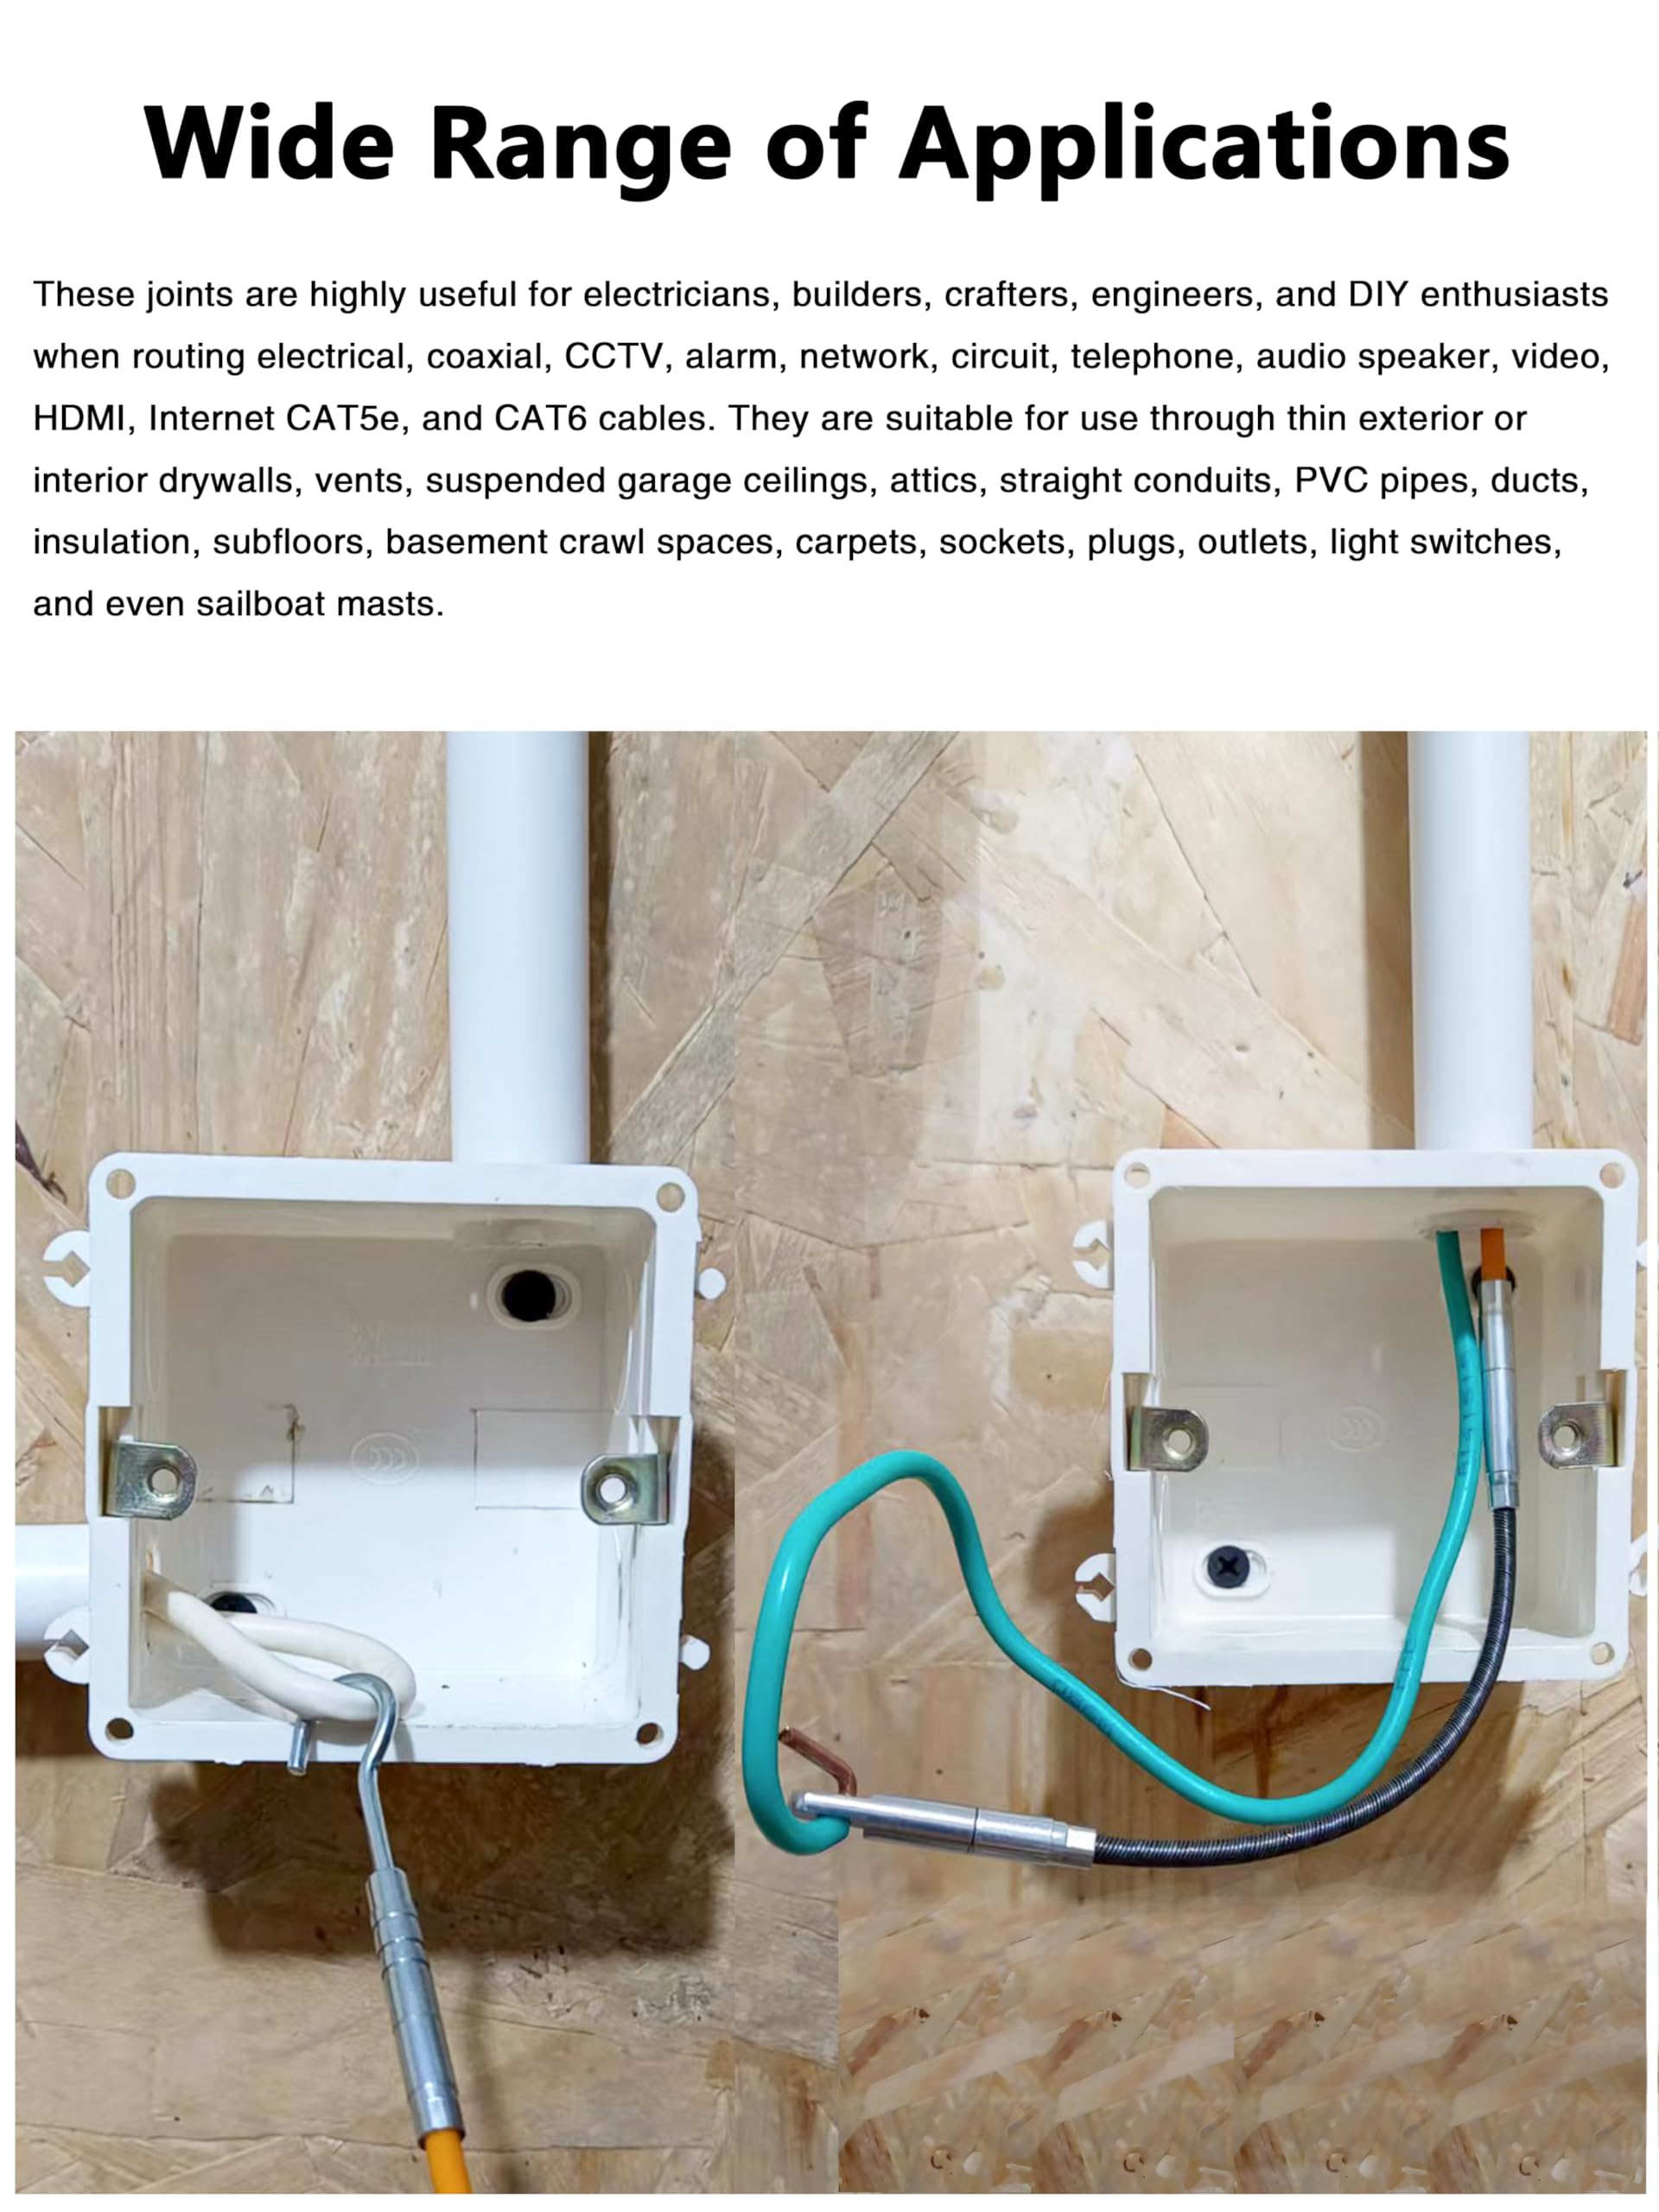 Wide Range of Applications
These joints are highly useful for electricians, builders, crafters, engineers, and DIY enthusiasts
when routing electrical, coaxial, CCTV, alarm, network, circuit, telephone, audio speaker, video,
HDMI, Internet CAT5e, and CAT6 cables. They are suitable for use through thin exterior or
interior drywalls, vents, suspended garage ceilings, attics, straight conduits, PVC pipes, ducts,
insulation, subfloors, basement crawl spaces, carpets, sockets, plugs, outlets, light switches,
and even sailboat masts.